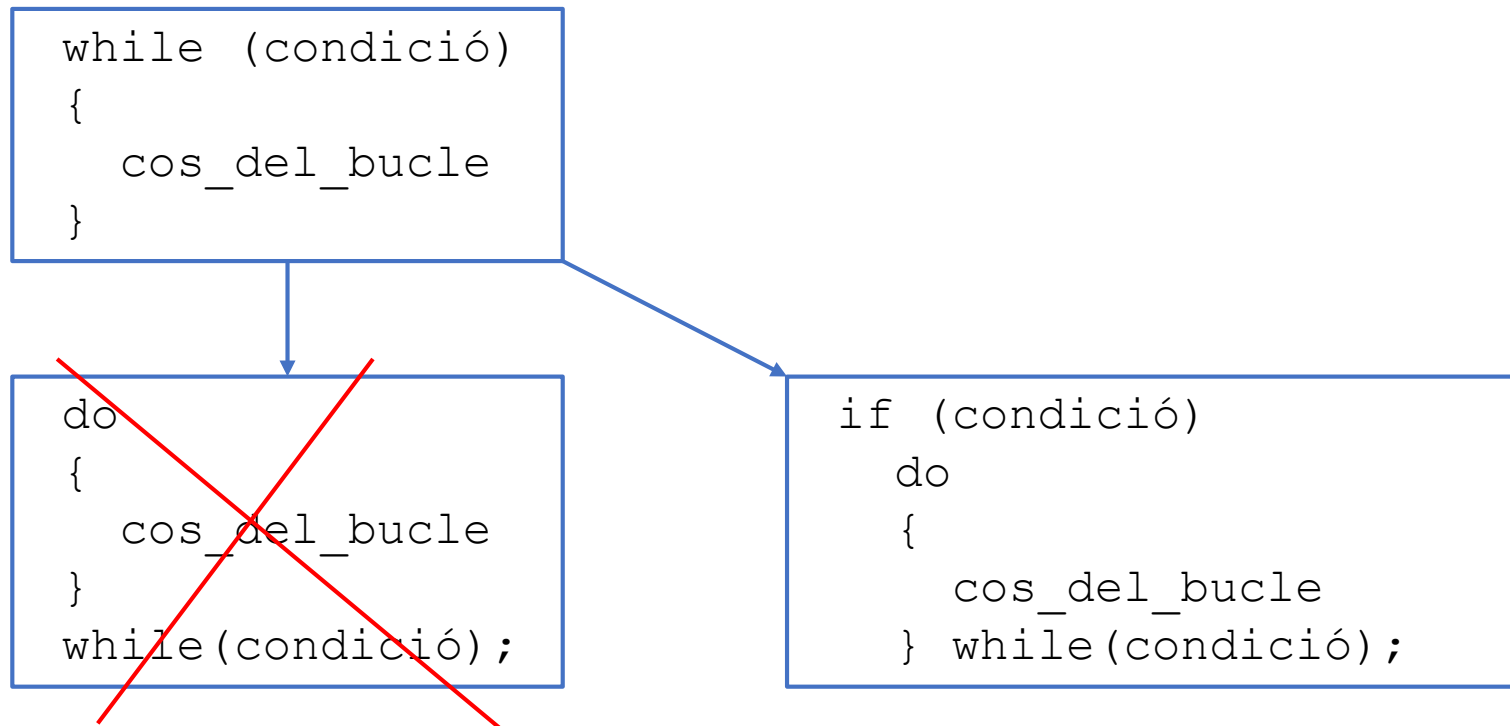 while (condició)
{
cos_del_bucle
}
do
{
cos_del_bucle
}
while(condició);
if (condició)
do
{
cos_del_bucle
} while(condició);